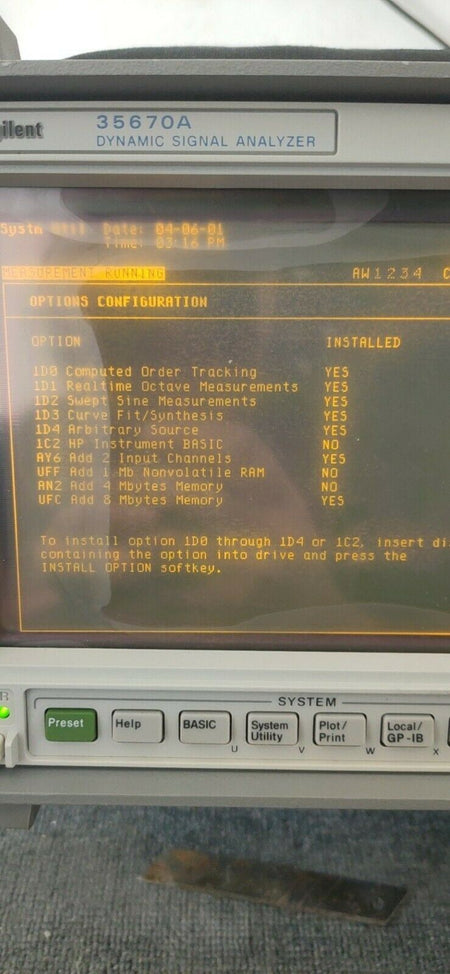 gilent
35670A
DYNAMIC SIGNAL ANALYZER
Systm Util Date: 04-06-01
Time: 03:16 PM
MEASUREMENT RUNNING AW1234 C
OPTIONS CONFIGURATION
OPTION INSTALLED
1D0 Computed Order Tracking YES
1D1 Realtime Octave Measurements YES
1D2 Swept Sine Measurements YES
1D3 Curve Fit/Synthesis YES
1D4 Arbitrary Source YES
1C2 HP Instrument BASIC NO
AY6 Add 2 Input Channels YES
UFF Add 1 Mb Nonvolatile RAM NO
AN2 Add 4 Mbytes Memory NO
UFC Add 8 Mbytes Memory YES
To install option 1D0 through 1D4 or 1C2, insert di
containing the option into drive and press the
INSTALL OPTION softkey.
SYSTEM
R
Preset
Help
BASIC
U
System
Utility
V
Plot/
Print
W
Local/
GP-IB
X